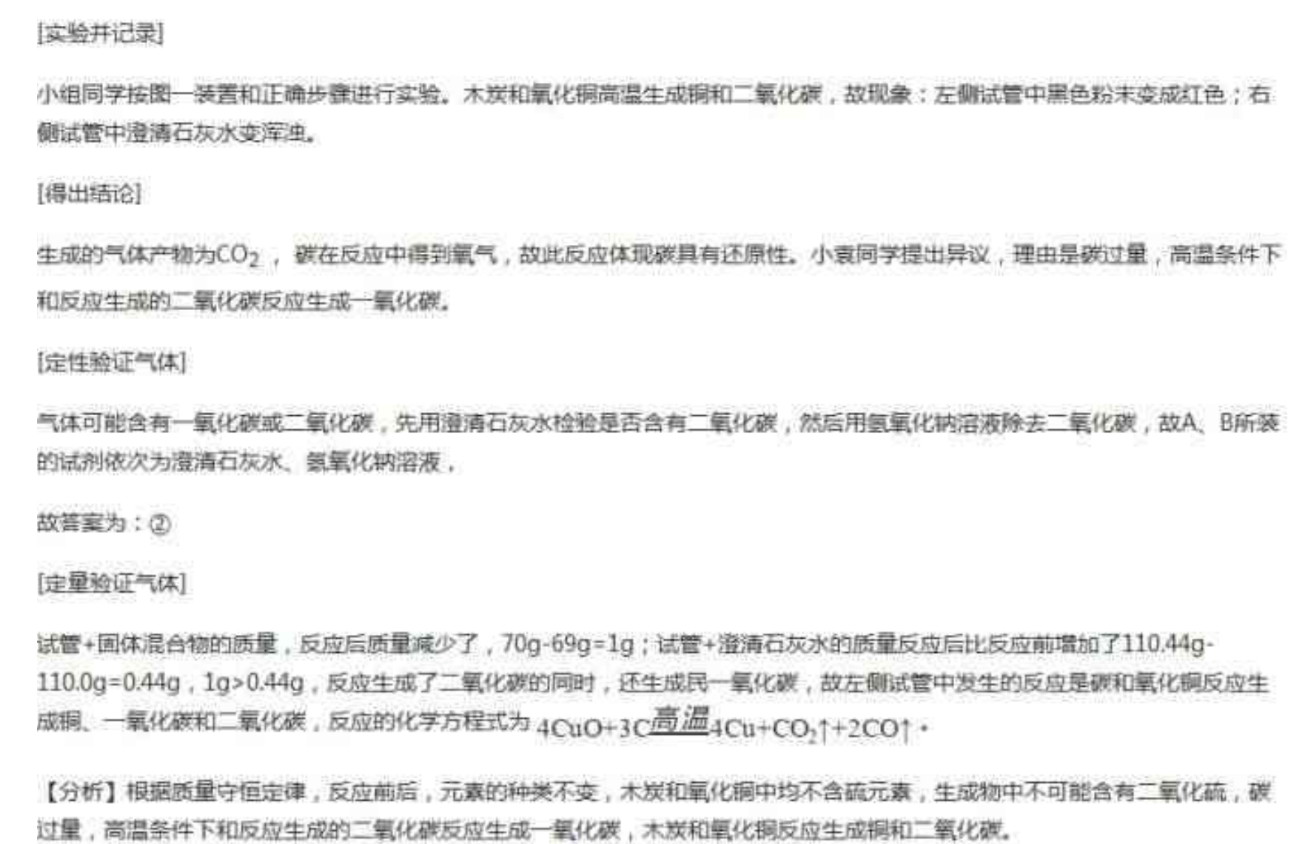 [实验并记录]
小组同学按图一装置和正确步骤进行实验。木炭和氧化铜高温生成铜和二氧化碳，故现象：左侧试管中黑色粉末变成红色；右
侧试管中澄清石灰水变浑浊。
[得出结论]
生成的气体产物为CO₂ ， 碳在反应中得到氧气，故此反应体现碳具有还原性。小袁同学提出异议，理由是碳过量，高温条件下
和反应生成的二氧化碳反应生成一氧化碳。
[定性验证气体]
气体可能含有一氧化碳或二氧化碳，先用澄清石灰水检验是否含有二氧化碳，然后用氢氧化钠溶液除去二氧化碳，故A、B所装
的试剂依次为澄清石灰水、氢氧化钠溶液，
故答案为：②
[定量验证气体]
试管+固体混合物的质量，反应后质量减少了，70g-69g=1g；试管+澄清石灰水的质量反应后比反应前增加了110.44g-
110.0g=0.44g，1g>0.44g，反应生成了二氧化碳的同时，还生成民一氧化碳，故左侧试管中发生的反应是碳和氧化铜反应生
成铜、一氧化碳和二氧化碳，反应的化学方程式为 4CuO+3C高温4Cu+CO₂↑+2CO↑．
【分析】根据质量守恒定律，反应前后，元素的种类不变，木炭和氧化铜中均不含硫元素，生成物中不可能含有二氧化硫，碳
过量，高温条件下和反应生成的二氧化碳反应生成一氧化碳，木炭和氧化铜反应生成铜和二氧化碳。